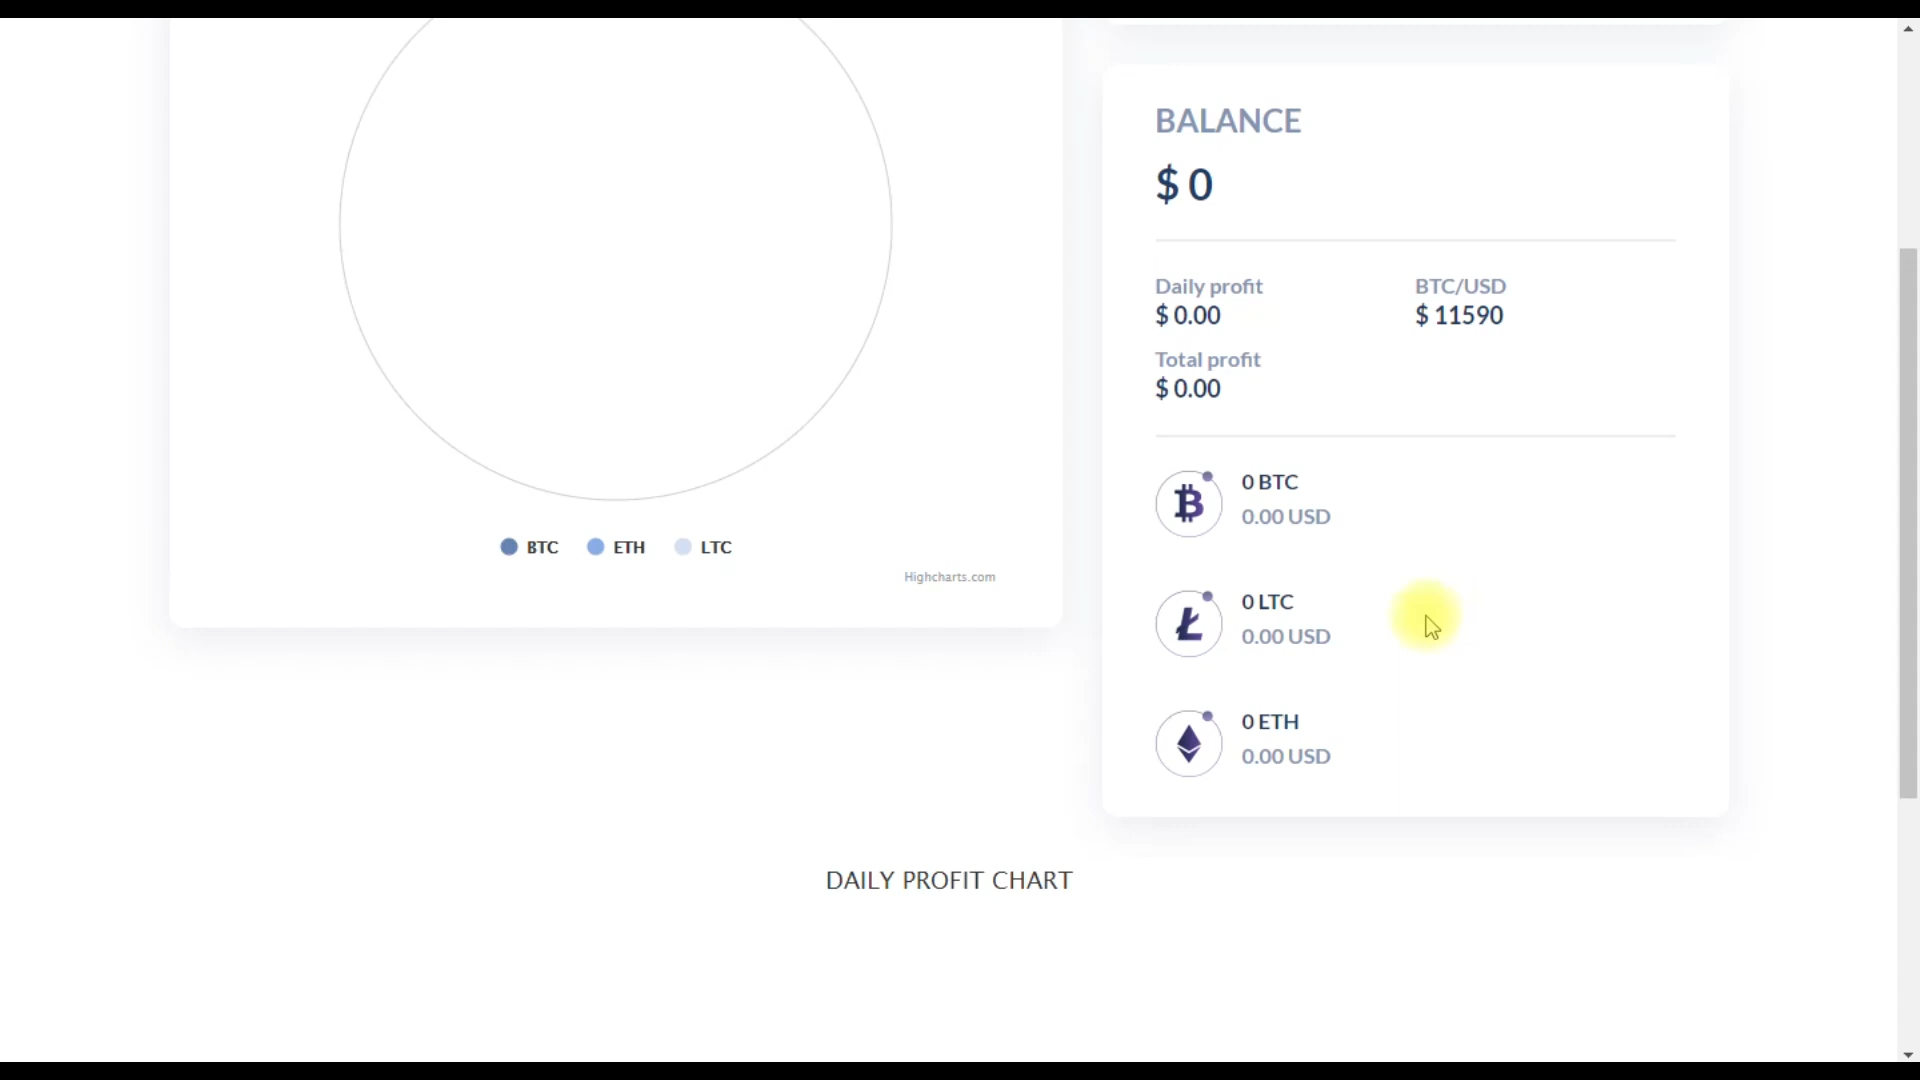 BALANCE
$ 0
Daily profit
$ 0.00
BTC/USD
$ 11590
Total profit
$ 0.00
0 BTC
0.00 USD
0 LTC
0.00 USD
0 ETH
0.00 USD
BTC ETH LTC
Highcharts.com
DAILY PROFIT CHART